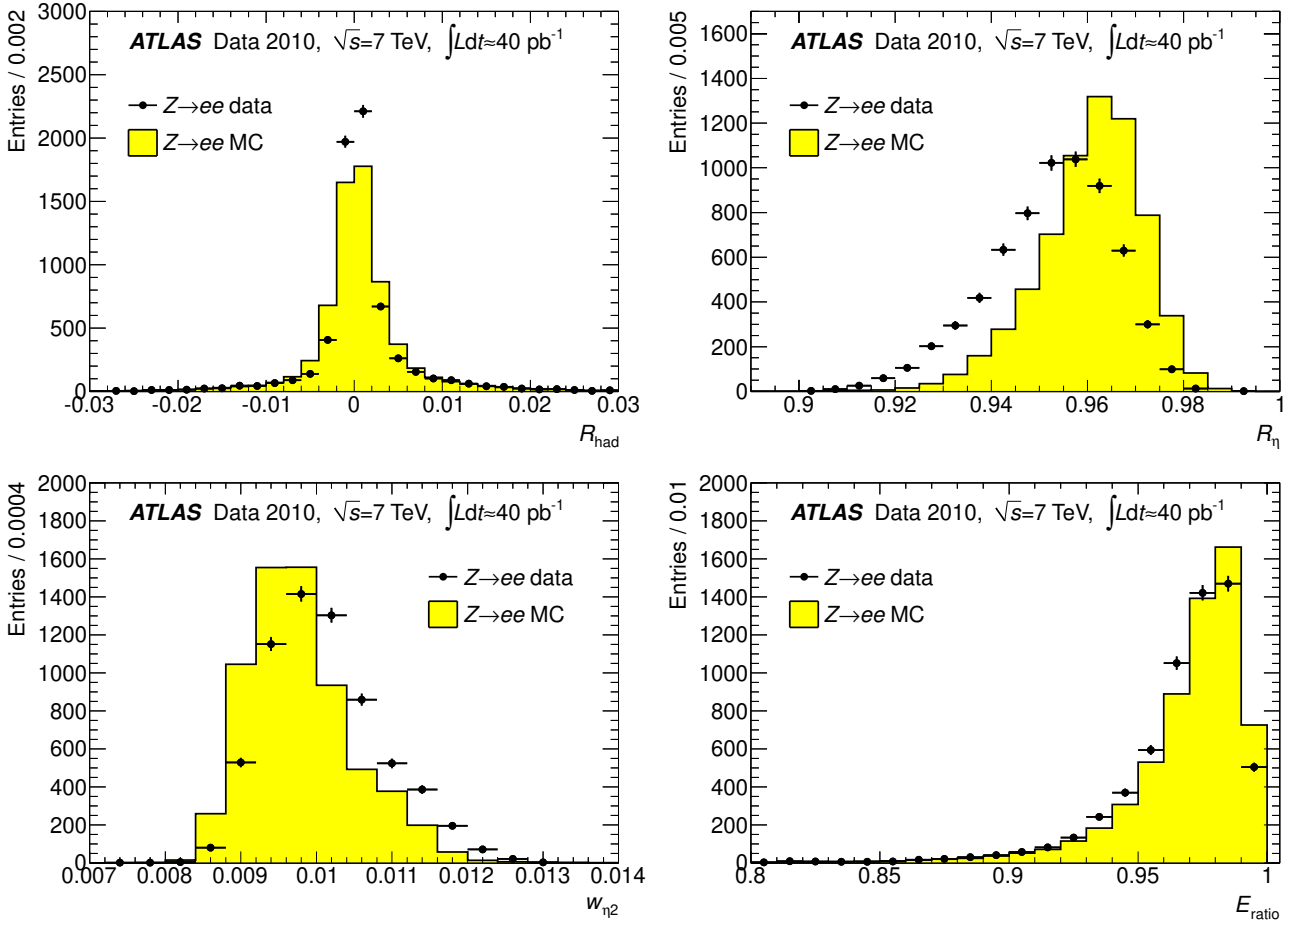 Entries / 0.002
3000
2500
2000
1500
1000
500
0
ATLAS Data 2010, √s=7 TeV, ∫Ldt≈40 pb-1
Z→ee data
Z→ee MC
-0.03 -0.02 -0.01 0 0.01 0.02 0.03
Rhad
Entries / 0.005
1600
1400
1200
1000
800
600
400
200
0
ATLAS Data 2010, √s=7 TeV, ∫Ldt≈40 pb-1
Z→ee data
Z→ee MC
0.9 0.92 0.94 0.96 0.98 1
Rη
Entries / 0.0004
2000
1800
1600
1400
1200
1000
800
600
400
200
0
ATLAS Data 2010, √s=7 TeV, ∫Ldt≈40 pb-1
Z→ee data
Z→ee MC
0.007 0.008 0.009 0.01 0.011 0.012 0.013 0.014
wη2
Entries / 0.01
2000
1800
1600
1400
1200
1000
800
600
400
200
0
ATLAS Data 2010, √s=7 TeV, ∫Ldt≈40 pb-1
Z→ee data
Z→ee MC
0.8 0.85 0.9 0.95 1
Eratio